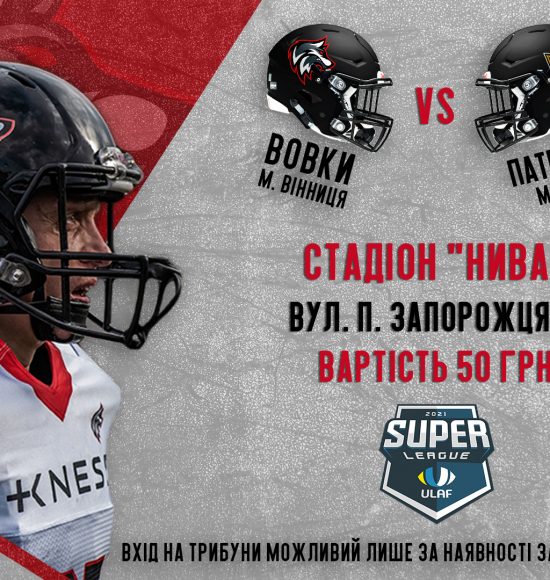 VS
ВОВКИ
М. ВІННИЦЯ
СТАДІОН "НИВА
ВУЛ. П. ЗАПОРОЖЦЯ
ВАРТІСТЬ 50 ГРН
2021
SUPER
LEAGUE
ULAF
KNES
ВХІД НА ТРИБУНИ МОЖЛИВИЙ ЛИШЕ ЗА НАЯВНОСТІ